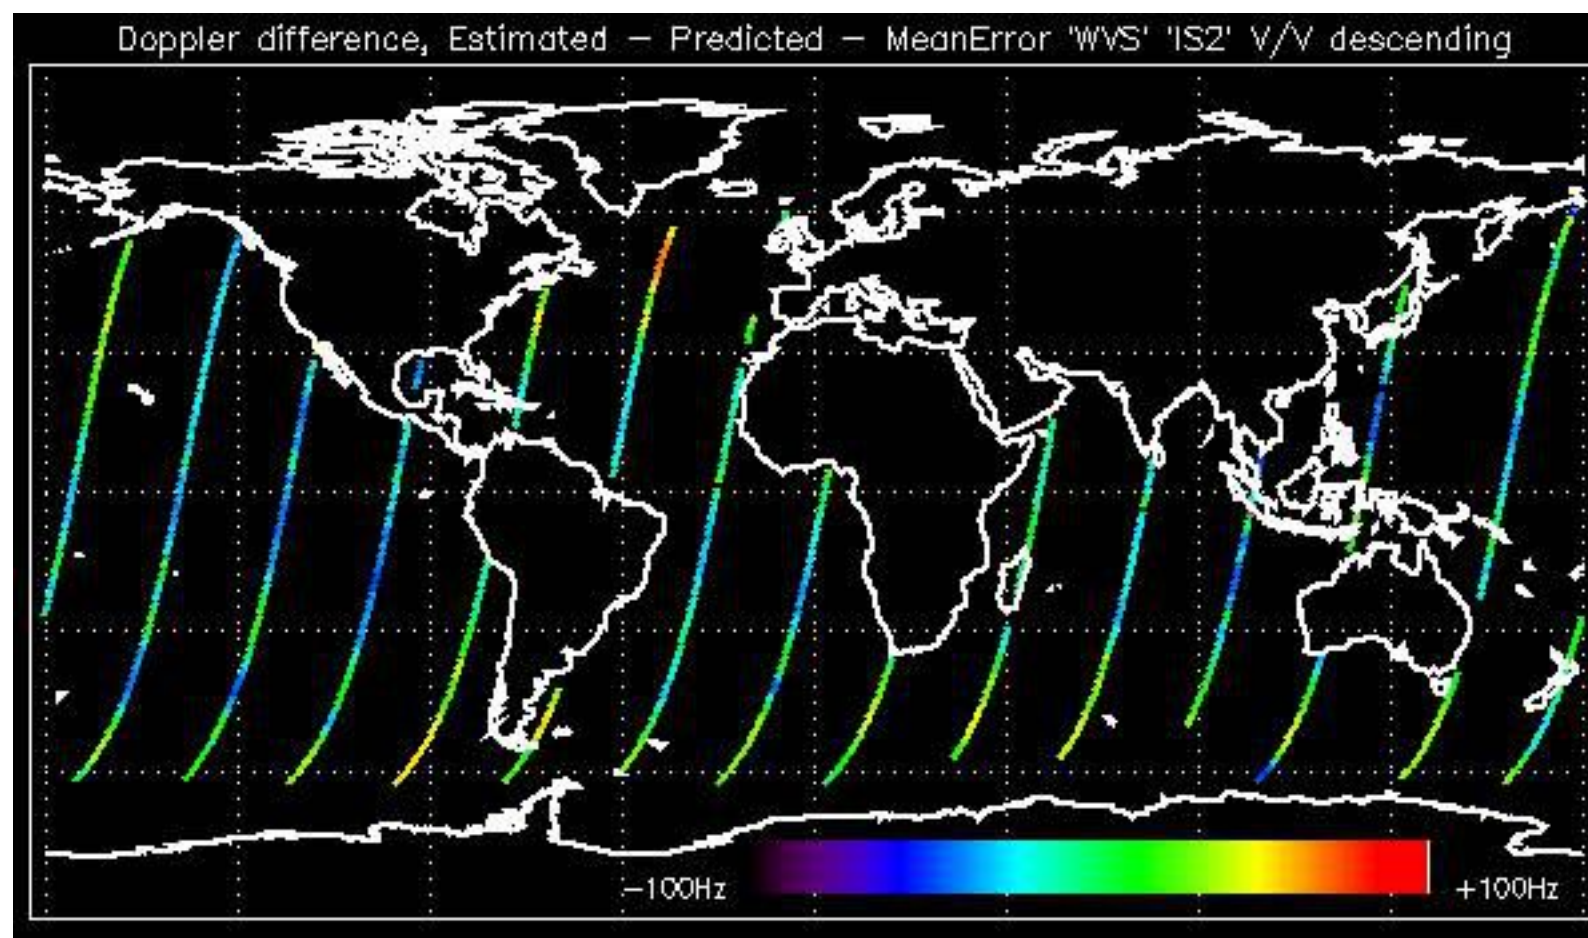 Doppler difference, Estimated – Predicted – MeanError 'WVS' 'IS2' V/V descending
−100Hz +100Hz